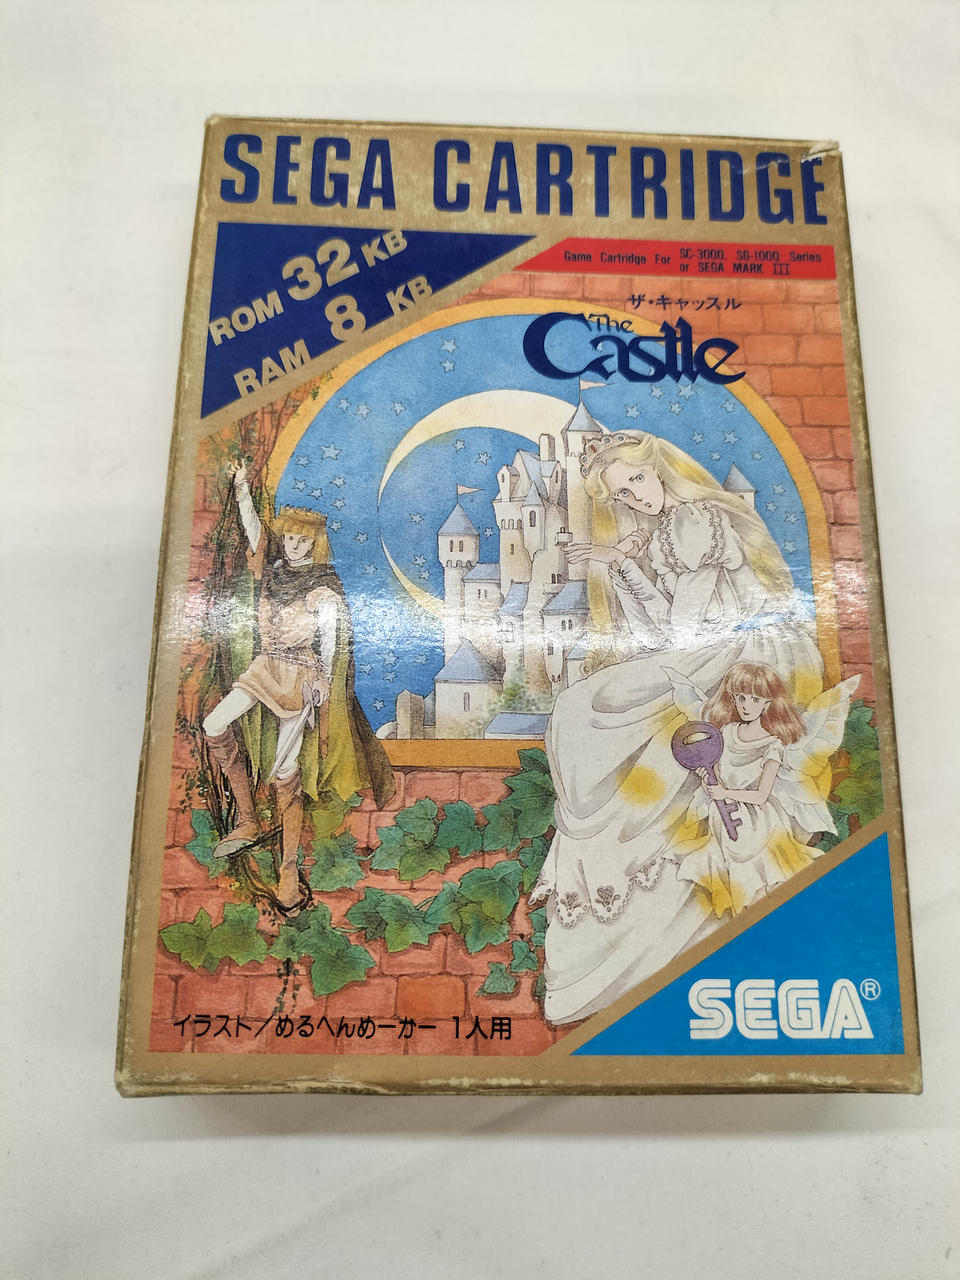 SEGA CARTRIDGE
ROM 32 KB
RAM 8 KB
Game Cartridge For SC-3000, SG-1000 Series
or SEGA MARK III
ザ・キャッスル
The
Castle
イラスト/めるへんめーかー 1人用
SEGA®